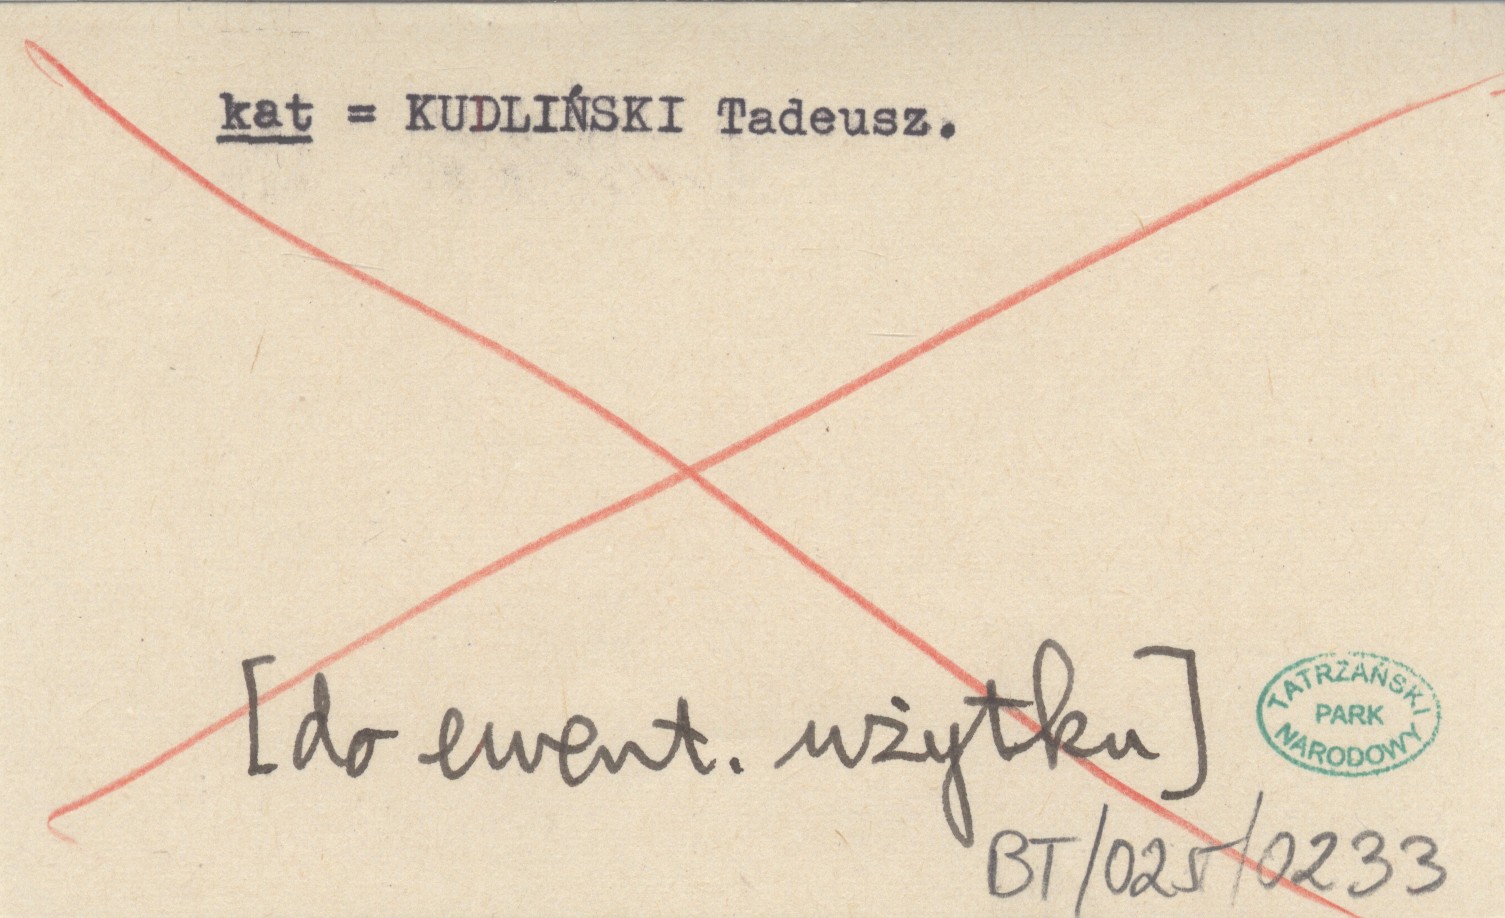 kat = KUDLIŃSKI Tadeusz.
[do ewent. użytku]
TATRZAŃSKI
PARK
NARODOWY
BT/025/0233